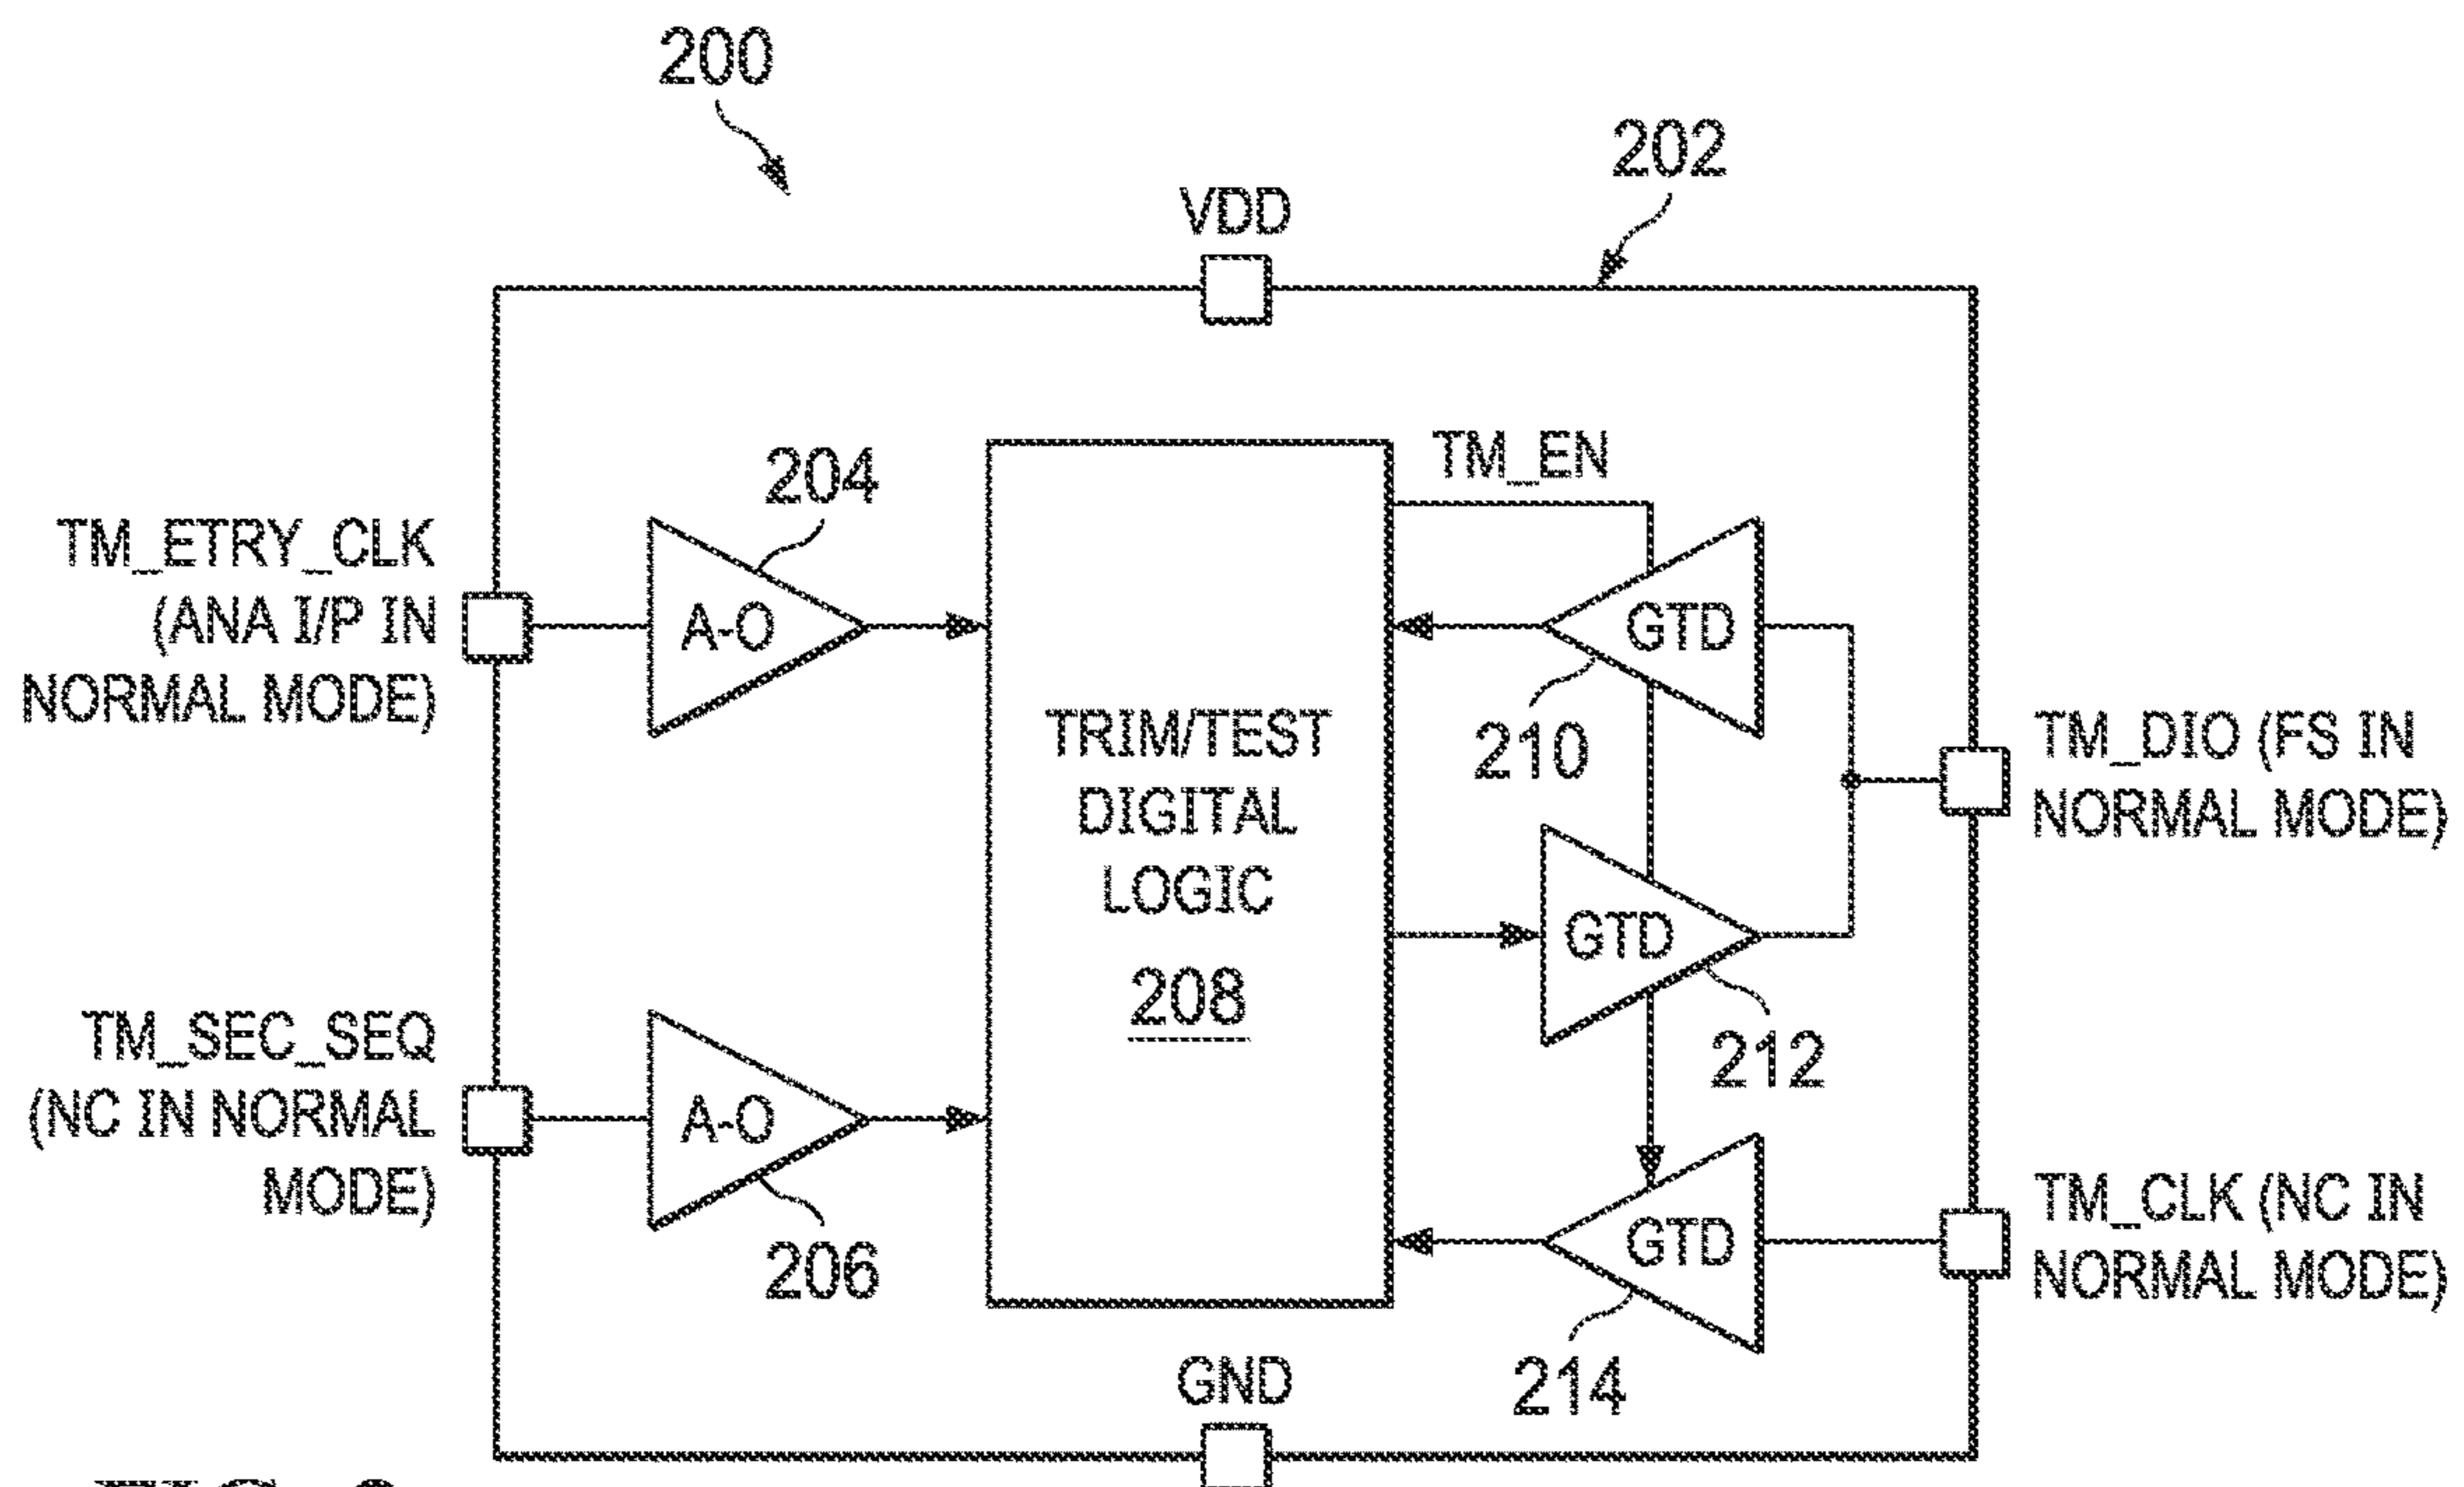 200
202
VDD
TM_EN
204
TM_ETRY_CLK
(ANA I/P IN
NORMAL MODE)
A-O
GTD
210
TRIM/TEST
DIGITAL
LOGIC
208
TM_DIO (FS IN
NORMAL MODE)
GTD
212
TM_SEC_SEQ
(NC IN NORMAL
MODE)
A-O
206
TM_CLK (NC IN
NORMAL MODE)
GTD
214
GND